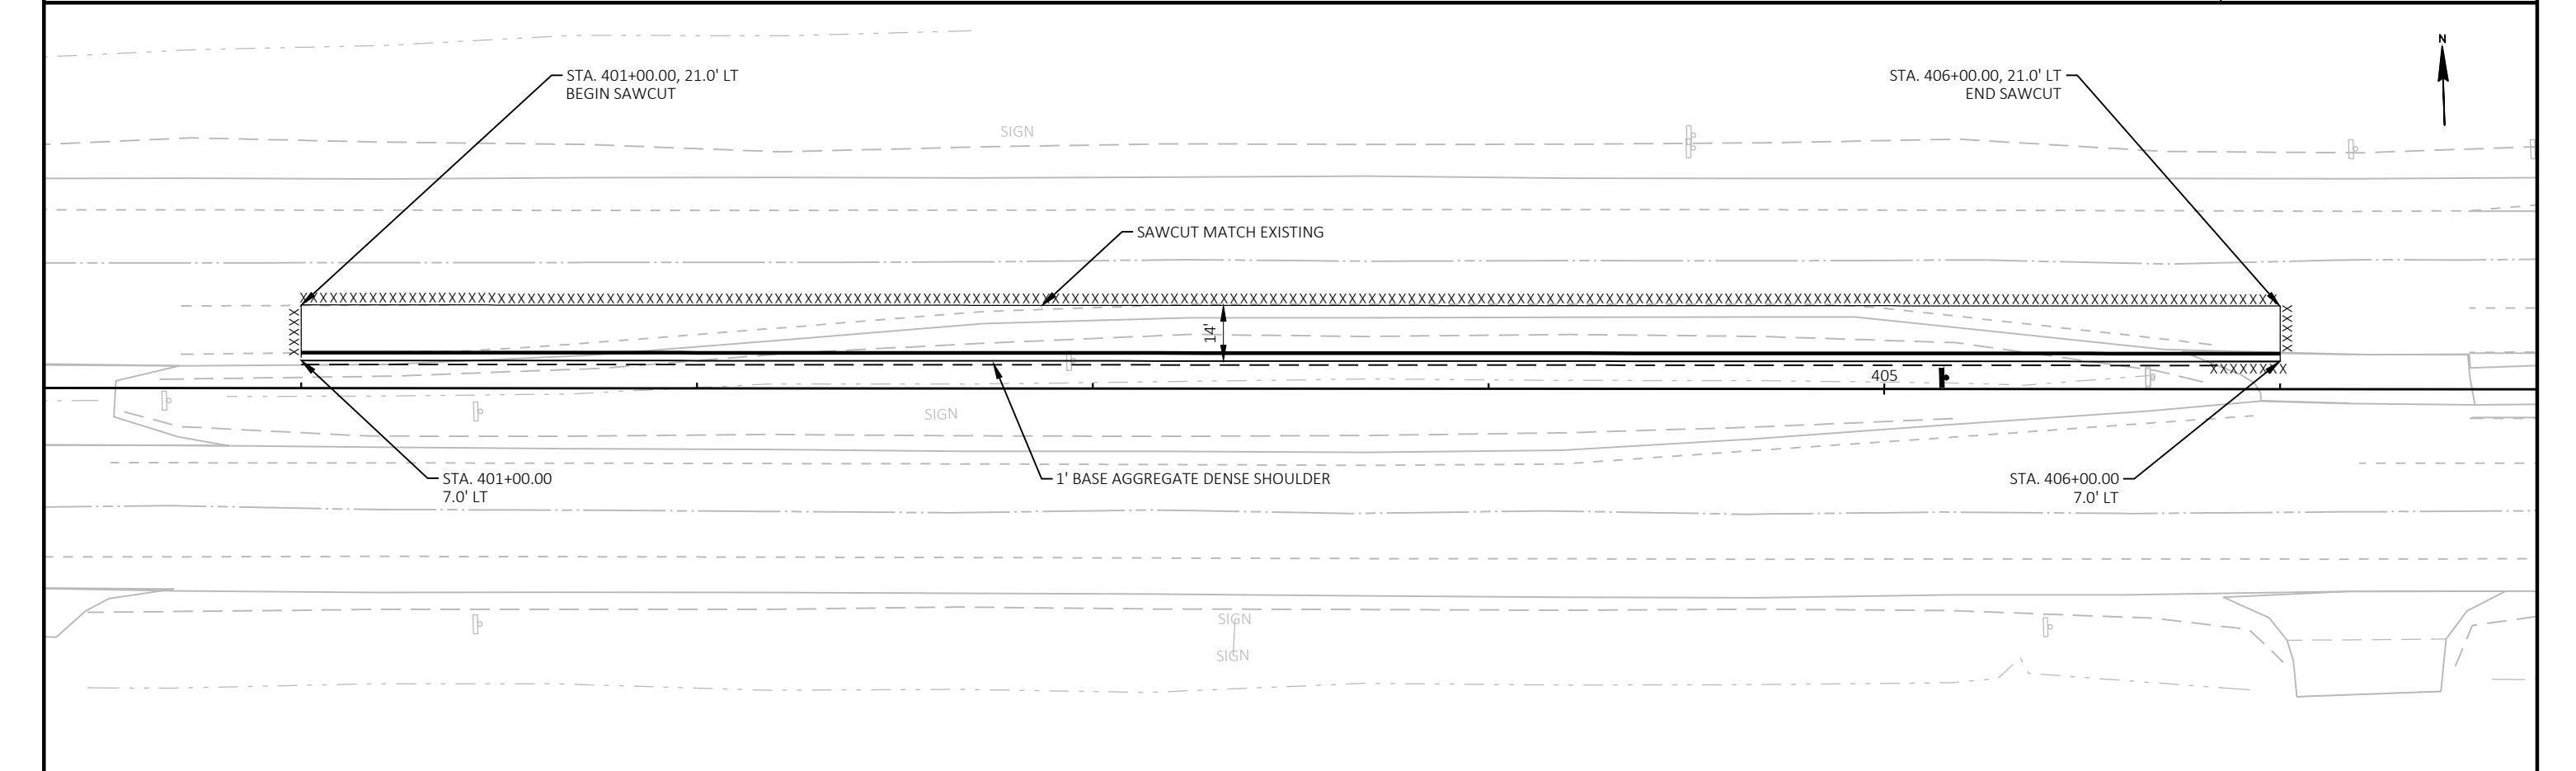 N
STA. 401+00.00, 21.0' LT
BEGIN SAWCUT
STA. 406+00.00, 21.0' LT
END SAWCUT
SIGN
SAWCUT MATCH EXISTING
14'
405
SIGN
STA. 401+00.00
7.0' LT
1' BASE AGGREGATE DENSE SHOULDER
STA. 406+00.00
7.0' LT
SIGN
SIGN